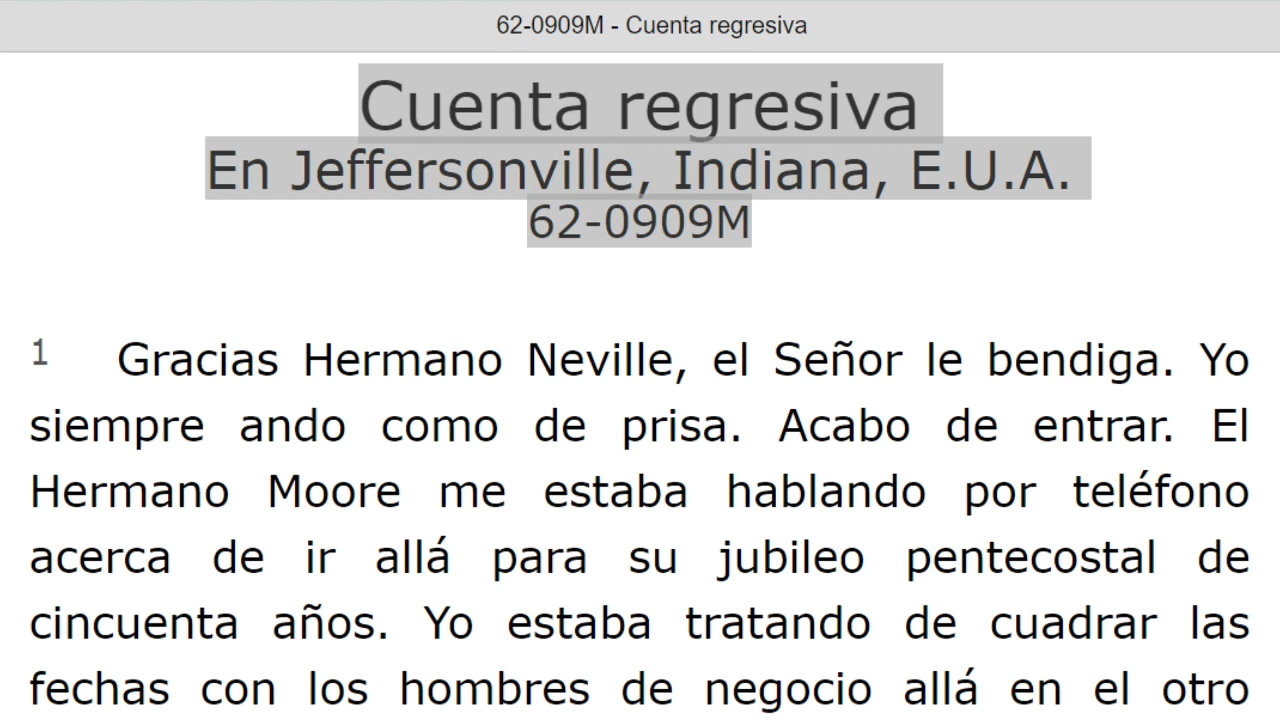 62-0909M - Cuenta regresiva
Cuenta regresiva
En Jeffersonville, Indiana, E.U.A.
62-0909M
1 Gracias Hermano Neville, el Señor le bendiga. Yo
siempre ando como de prisa. Acabo de entrar. El
Hermano Moore me estaba hablando por teléfono
acerca de ir allá para su jubileo pentecostal de
cincuenta años. Yo estaba tratando de cuadrar las
fechas con los hombres de negocio allá en el otro